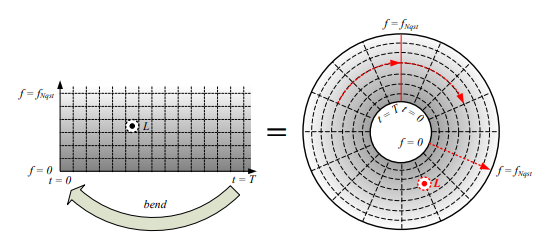 f = f_Nqst
L
f = 0
t = 0
t = T
bend
=
f = f_Nqst
t = T t = 0
f = 0
f = f_Nqst
L